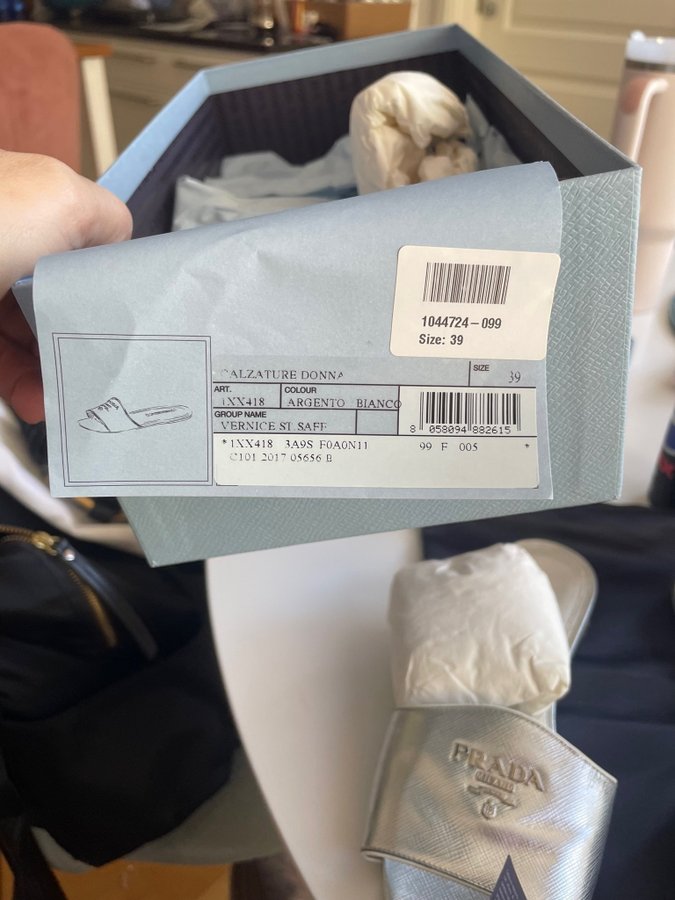 1044724-099
Size: 39
CALZATURE DONNA
SIZE
39
ART.
1XX418
COLOUR
ARGENTO BIANCO
GROUP NAME
VERNICE ST.SAFF
8 058094 882615
*1XX418 3A9S F0A0N11 99 F 005 *
C101 2017 05656 B
PRADA
MILANO